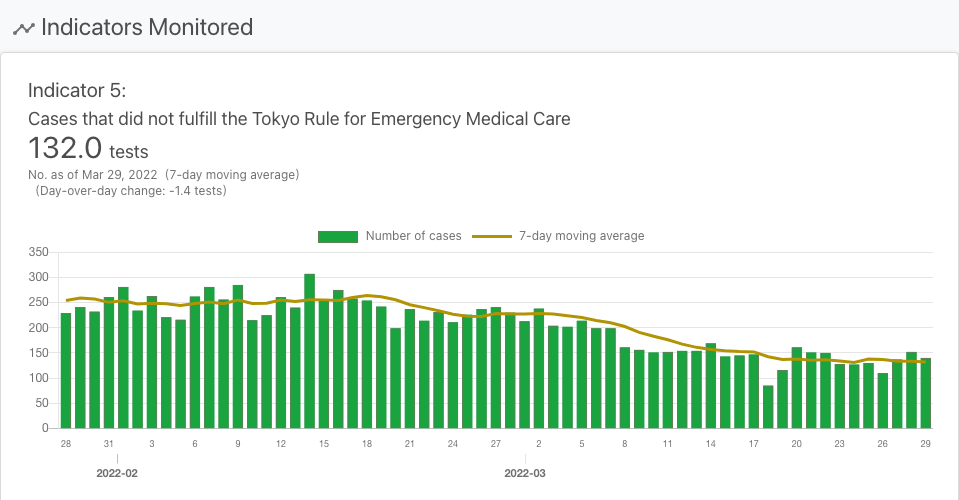 Indicators Monitored
Indicator 5:
Cases that did not fulfill the Tokyo Rule for Emergency Medical Care
132.0 tests
No. as of Mar 29, 2022 (7-day moving average)
(Day-over-day change: -1.4 tests)
Number of cases 7-day moving average
350
300
250
200
150
100
50
0
28 31 3 6 9 12 15 18 21 24 27 2 5 8 11 14 17 20 23 26 29
2022-02 2022-03